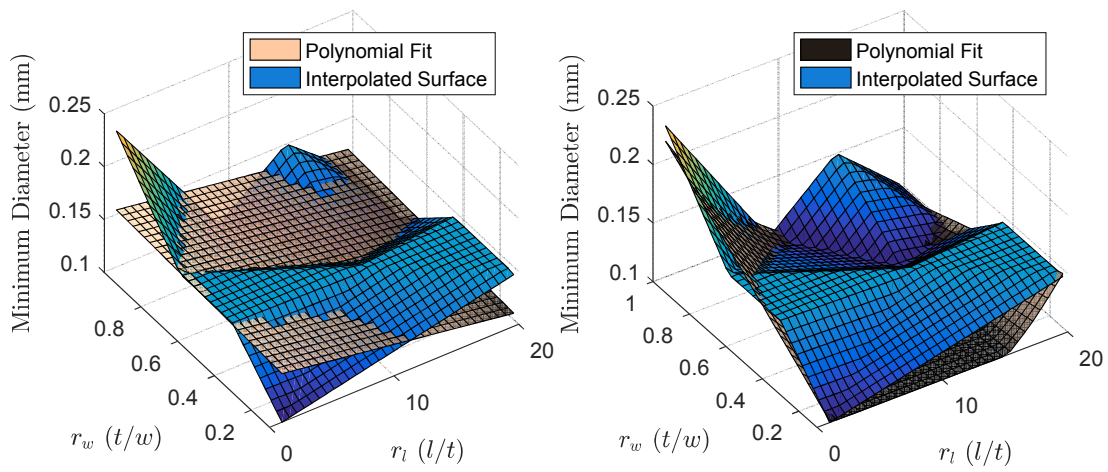 Polynomial Fit
Interpolated Surface
Minimum Diameter (mm)
0.25
0.2
0.15
0.1
0.8
0.6
0.4
0.2
0
10
20
r_w (t/w)
r_l (l/t)
Polynomial Fit
Interpolated Surface
Minimum Diameter (mm)
0.25
0.2
0.15
0.1
1
0.8
0.6
0.4
0.2
0
10
20
r_w (t/w)
r_l (l/t)